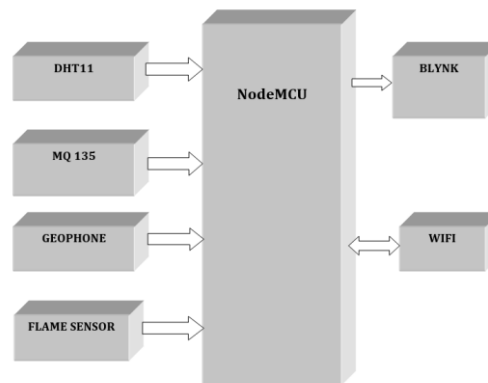 DHT11
MQ 135
GEOPHONE
FLAME SENSOR
NodeMCU
BLYNK
WIFI